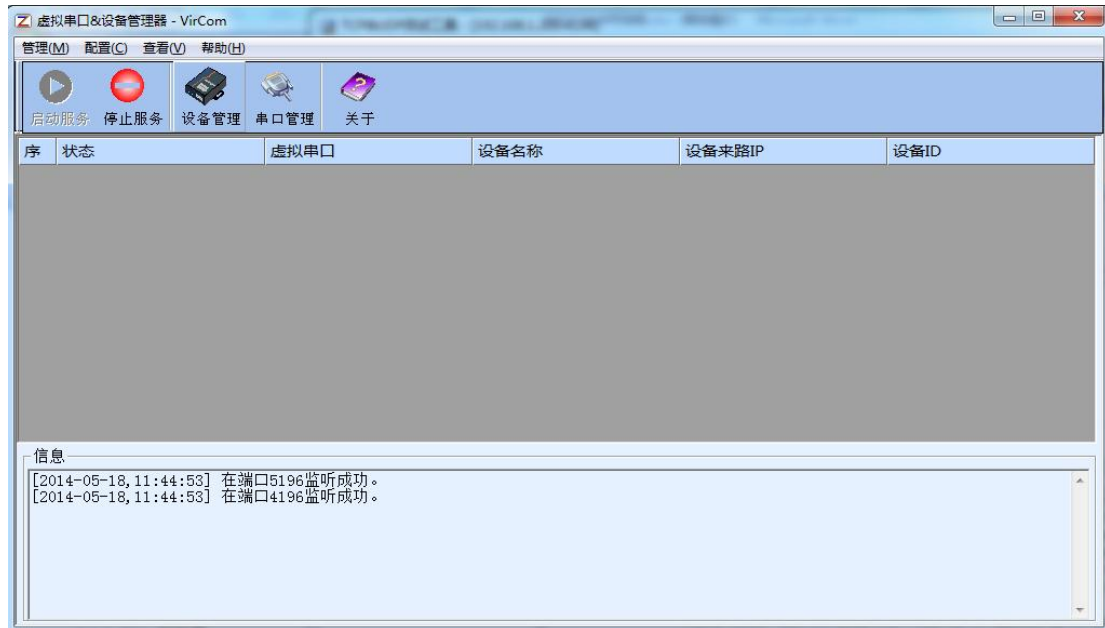 虚拟串口&设备管理器 - VirCom
管理(M) 配置(C) 查看(V) 帮助(H)
启动服务 停止服务 设备管理 串口管理 关于
序 状态 虚拟串口 设备名称 设备来路IP 设备ID
信息
[2014-05-18,11:44:53] 在端口5196监听成功。
[2014-05-18,11:44:53] 在端口4196监听成功。